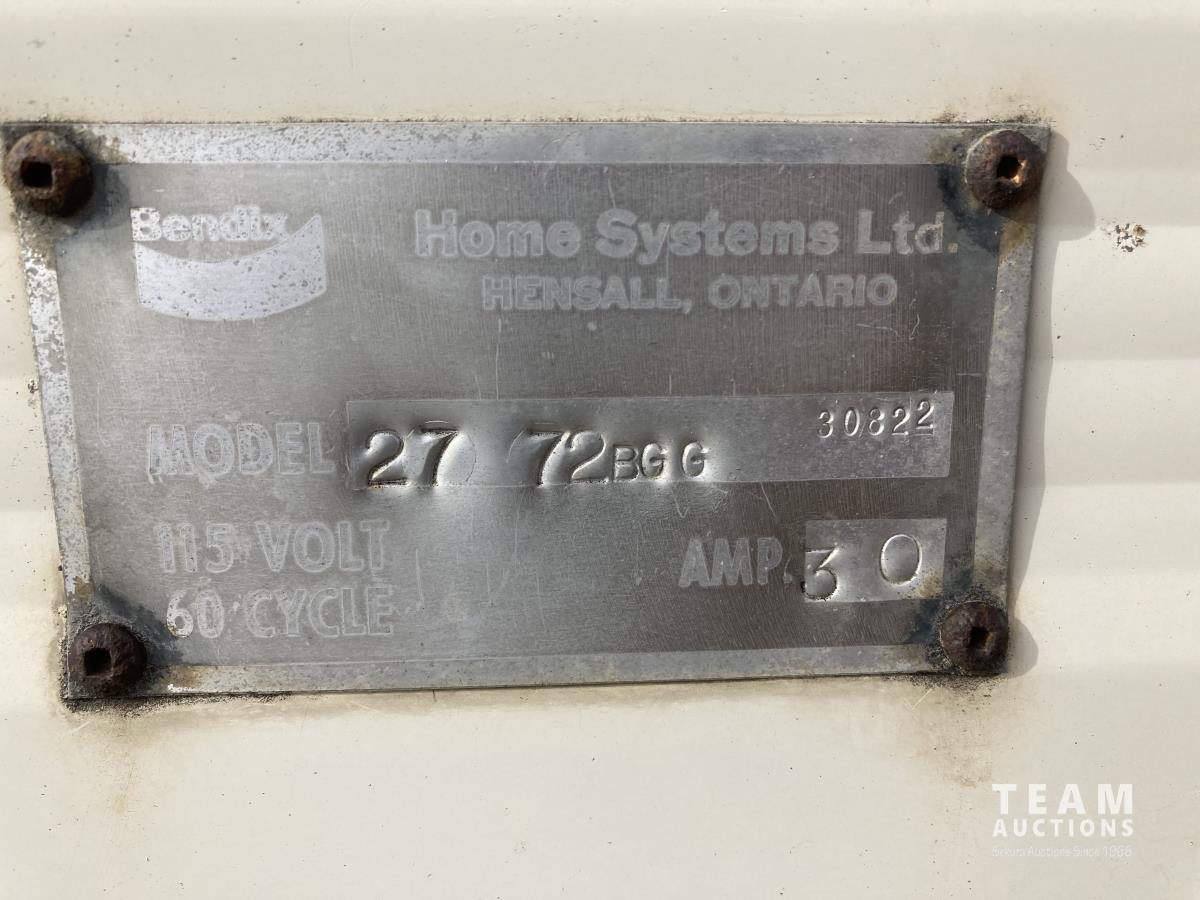 Bendix
Home Systems Ltd.
HENSALL, ONTARIO
MODEL 27 72BGG 30822
115 VOLT AMP. 30
60 CYCLE
TEAM
AUCTIONS
Sekura Auctions Since 1966